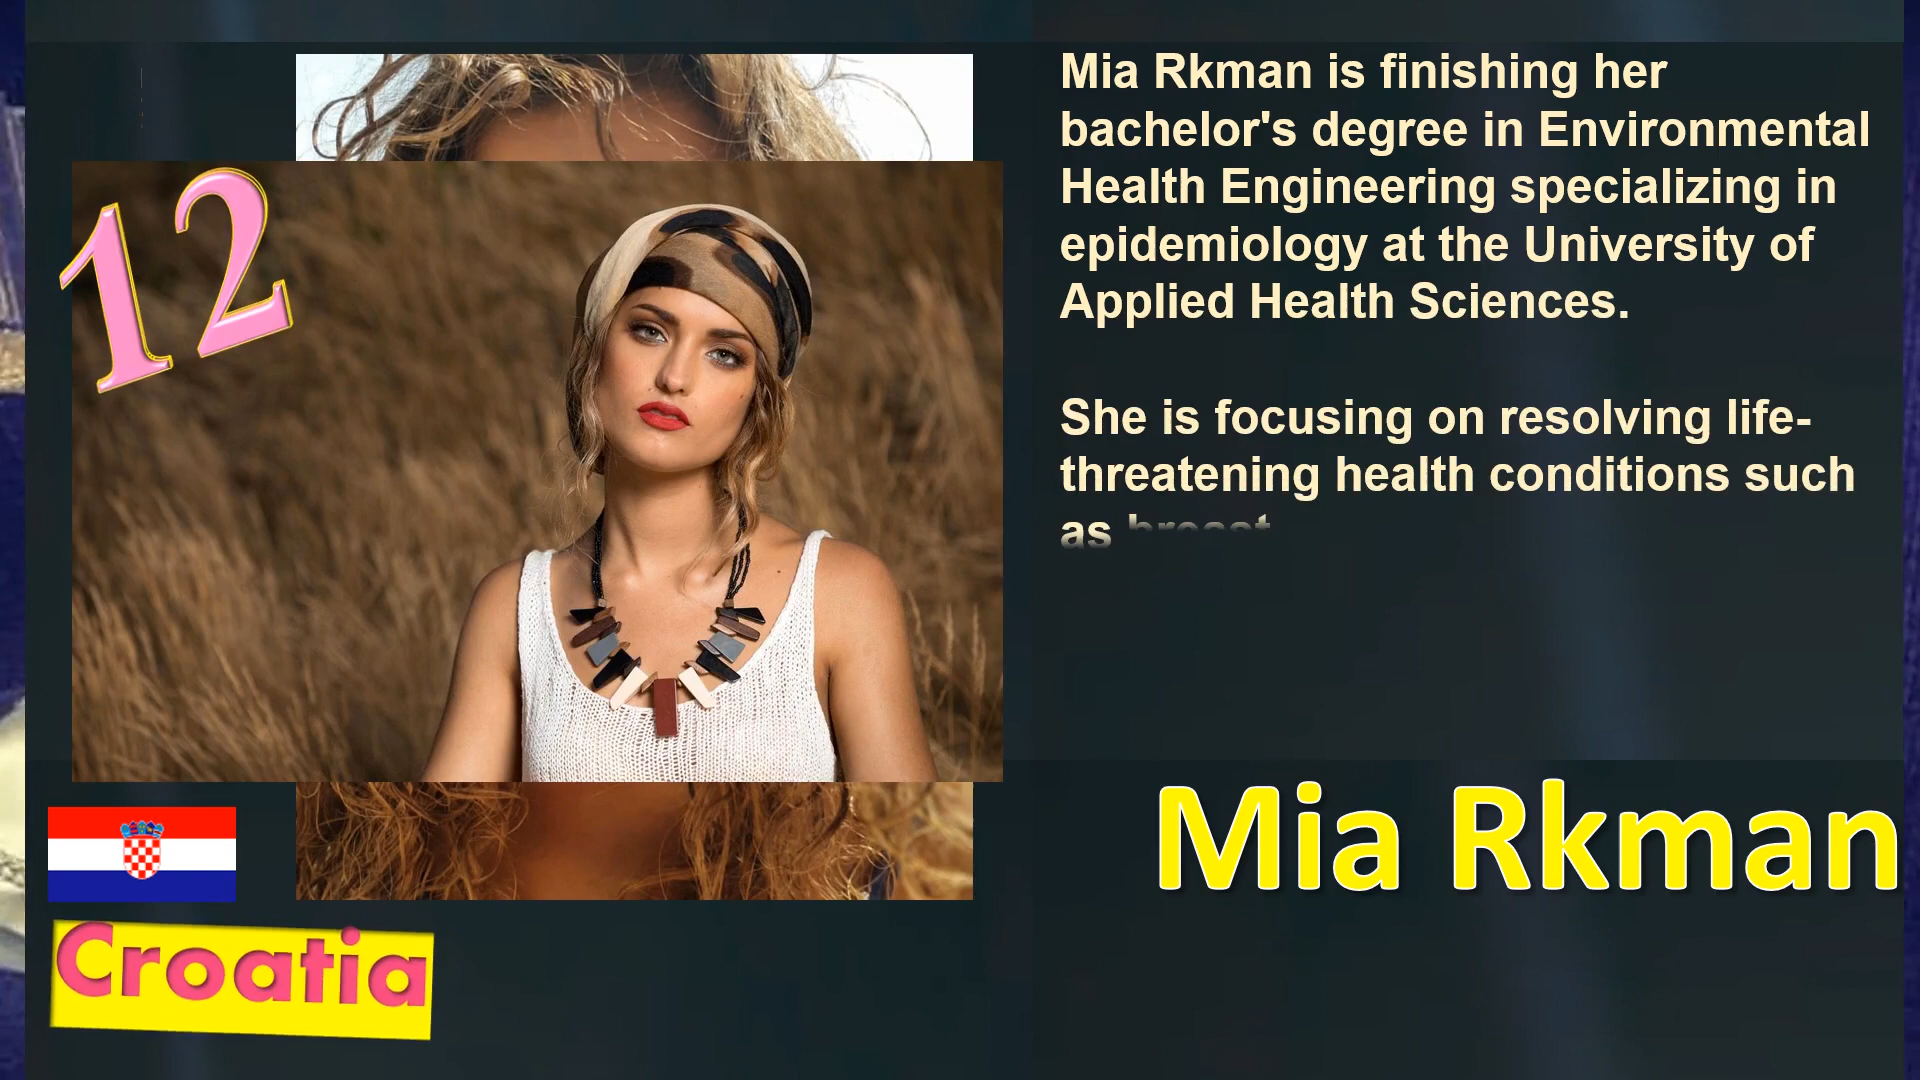 12
Mia Rkman is finishing her
bachelor's degree in Environmental
Health Engineering specializing in
epidemiology at the University of
Applied Health Sciences.
She is focusing on resolving life-
threatening health conditions such
as breast
Mia Rkman
Croatia